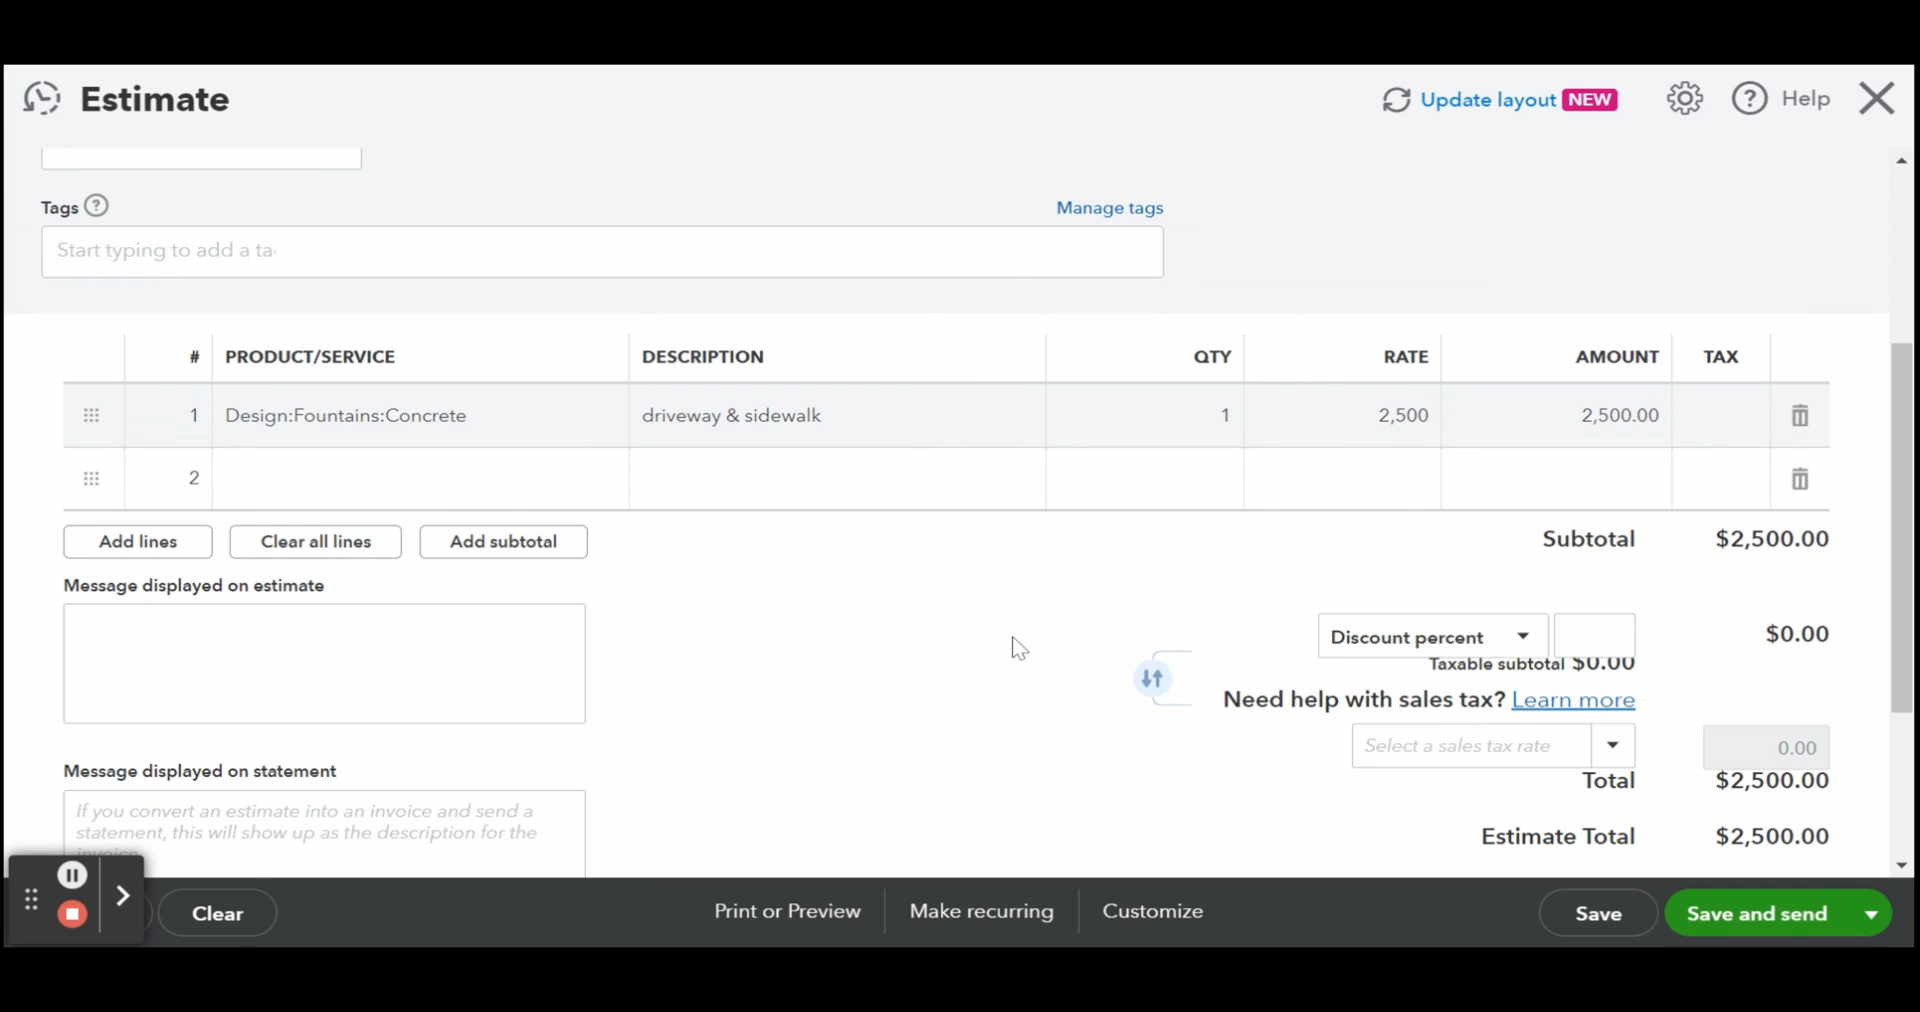 Estimate
Update layout NEW
? Help
Tags ?
Manage tags
Start typing to add a ta
# PRODUCT/SERVICE DESCRIPTION QTY RATE AMOUNT TAX
1 Design:Fountains:Concrete driveway & sidewalk 1 2,500 2,500.00
2
Add lines Clear all lines Add subtotal
Subtotal $2,500.00
Message displayed on estimate
Discount percent $0.00
Taxable subtotal $0.00
Need help with sales tax? Learn more
Select a sales tax rate 0.00
Message displayed on statement
Total $2,500.00
If you convert an estimate into an invoice and send a
statement, this will show up as the description for the
invoice
Estimate Total $2,500.00
Clear Print or Preview Make recurring Customize Save Save and send